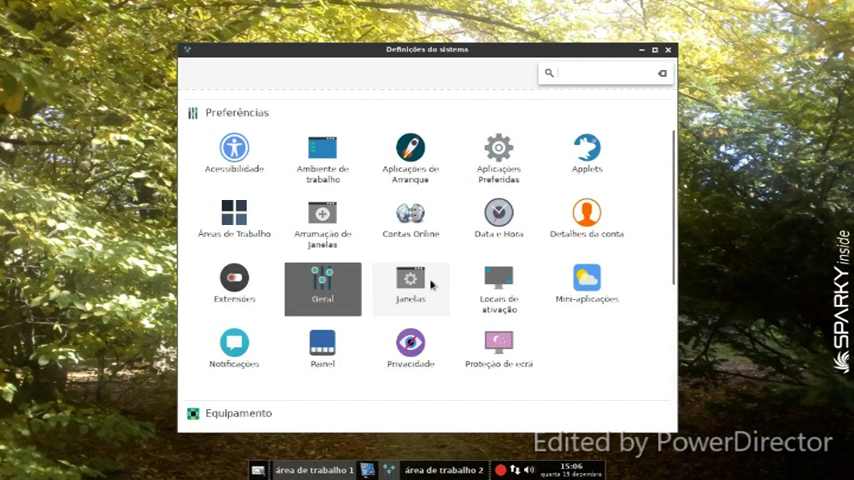 Definições do sistema
Preferências
Acessibilidade
Ambiente de trabalho
Aplicações de Arranque
Aplicações Preferidas
Applets
Áreas de Trabalho
Arrumação de Janelas
Contas Online
Data e Hora
Detalhes da conta
Extensões
Geral
Janelas
Locais de ativação
Mini-aplicações
Notificações
Painel
Privacidade
Proteção de ecrã
Equipamento
SPARKY inside
Edited by PowerDirector
área de trabalho 1
área de trabalho 2
15:06
quarta 19 dezembro